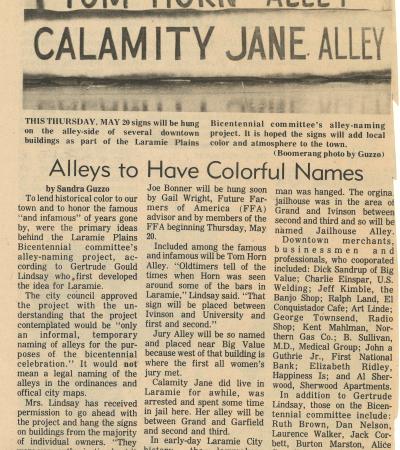 TOM HORN ALLEY
CALAMITY JANE ALLEY
THIS THURSDAY, MAY 20 signs will be hung
on the alley-side of several downtown
buildings as part of the Laramie Plains
Bicentennial committee's alley-naming
project. It is hoped the signs will add local
color and atmosphere to the town.
(Boomerang photo by Guzzo)
Alleys to Have Colorful Names
by Sandra Guzzo
To lend historical color to our
town and to honor the famous
"and infamous" of years gone
by, were the primary ideas
behind the Laramie Plains
Bicentennial committee's
alley-naming project, ac-
cording to Gertrude Gould
Lindsay who first developed
the idea for Laramie.
The city council approved
the project with the un-
derstanding that the project
contemplated would be "only
an informal, temporary
naming of alleys for the pur-
poses of the bicentennial
celebration." It would not
mean a legal naming of the
alleys in the ordinances and
offical city maps.
Mrs. Lindsay has received
permission to go ahead with
the project and hang the signs
on buildings from the majority
of individual owners. "They
Joe Bonner will be hung soon
by Gail Wright, Future Far-
mers of America (FFA)
advisor and by members of the
FFA beginning Thursday, May
20.
Included among the famous
and infamous will be Tom Horn
Alley. "Oldtimers tell of the
times when Horn was seen
around some of the bars in
Laramie," Lindsay said. "That
sign will be placed between
Ivinson and University and
first and second."
Jury Alley will be so named
and placed near Big Value
because west of that building is
where the first all women's
jury met.
Calamity Jane did live in
Laramie for awhile, was
arrested and spent some time
in jail here. Her alley will be
between Grand and Garfield
and second and third.
In early-day Laramie City
man was hanged. The orginal
jailhouse was in the area of
Grand and Ivinson between
second and third and so will be
named Jailhouse Alley.
Downtown merchants,
businessmen and
professionals, who cooperated
included: Dick Sandrup of Big
Value; Charlie Einspar, U.S.
Welding; Jeff Kimble, the
Banjo Shop; Ralph Land, El
Conquistador Cafe; Art Linde;
George Townsend, Radio
Shop; Kent Mahlman, Nor-
thern Gas Co.; B. Sullivan,
M.D., Medical Group; John a
Guthrie Jr., First National
Bank; Elizabeth Ridley,
Happiness Is; and Al Sher-
wood, Sherwood Apartments.
In addition to Gertrude
Lindsay, those on the Bicen-
tennial committee include:
Ruth Brown, Dan Nelson,
Laurence Walker, Jack Cor-
bett, Burton Marston, Alice